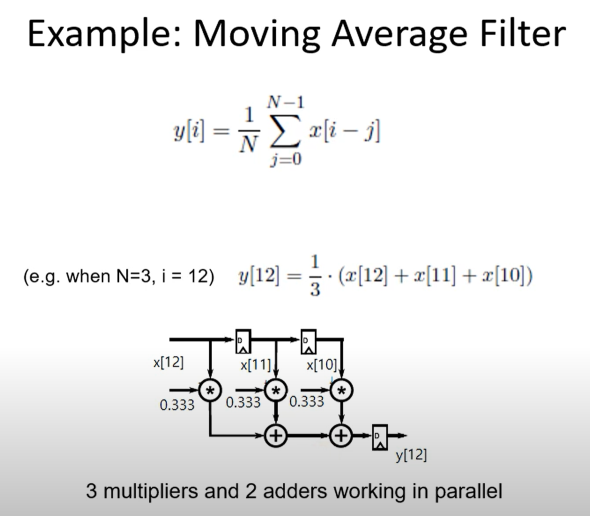 Example: Moving Average Filter
y[i] = \frac{1}{N} \sum_{j=0}^{N-1} x[i − j]
(e.g. when N=3, i = 12) y[12] = \frac{1}{3} · (x[12] + x[11] + x[10])
D D
x[12] x[11] x[10]
* * *
0.333 0.333 0.333
+ + D
y[12]
3 multipliers and 2 adders working in parallel